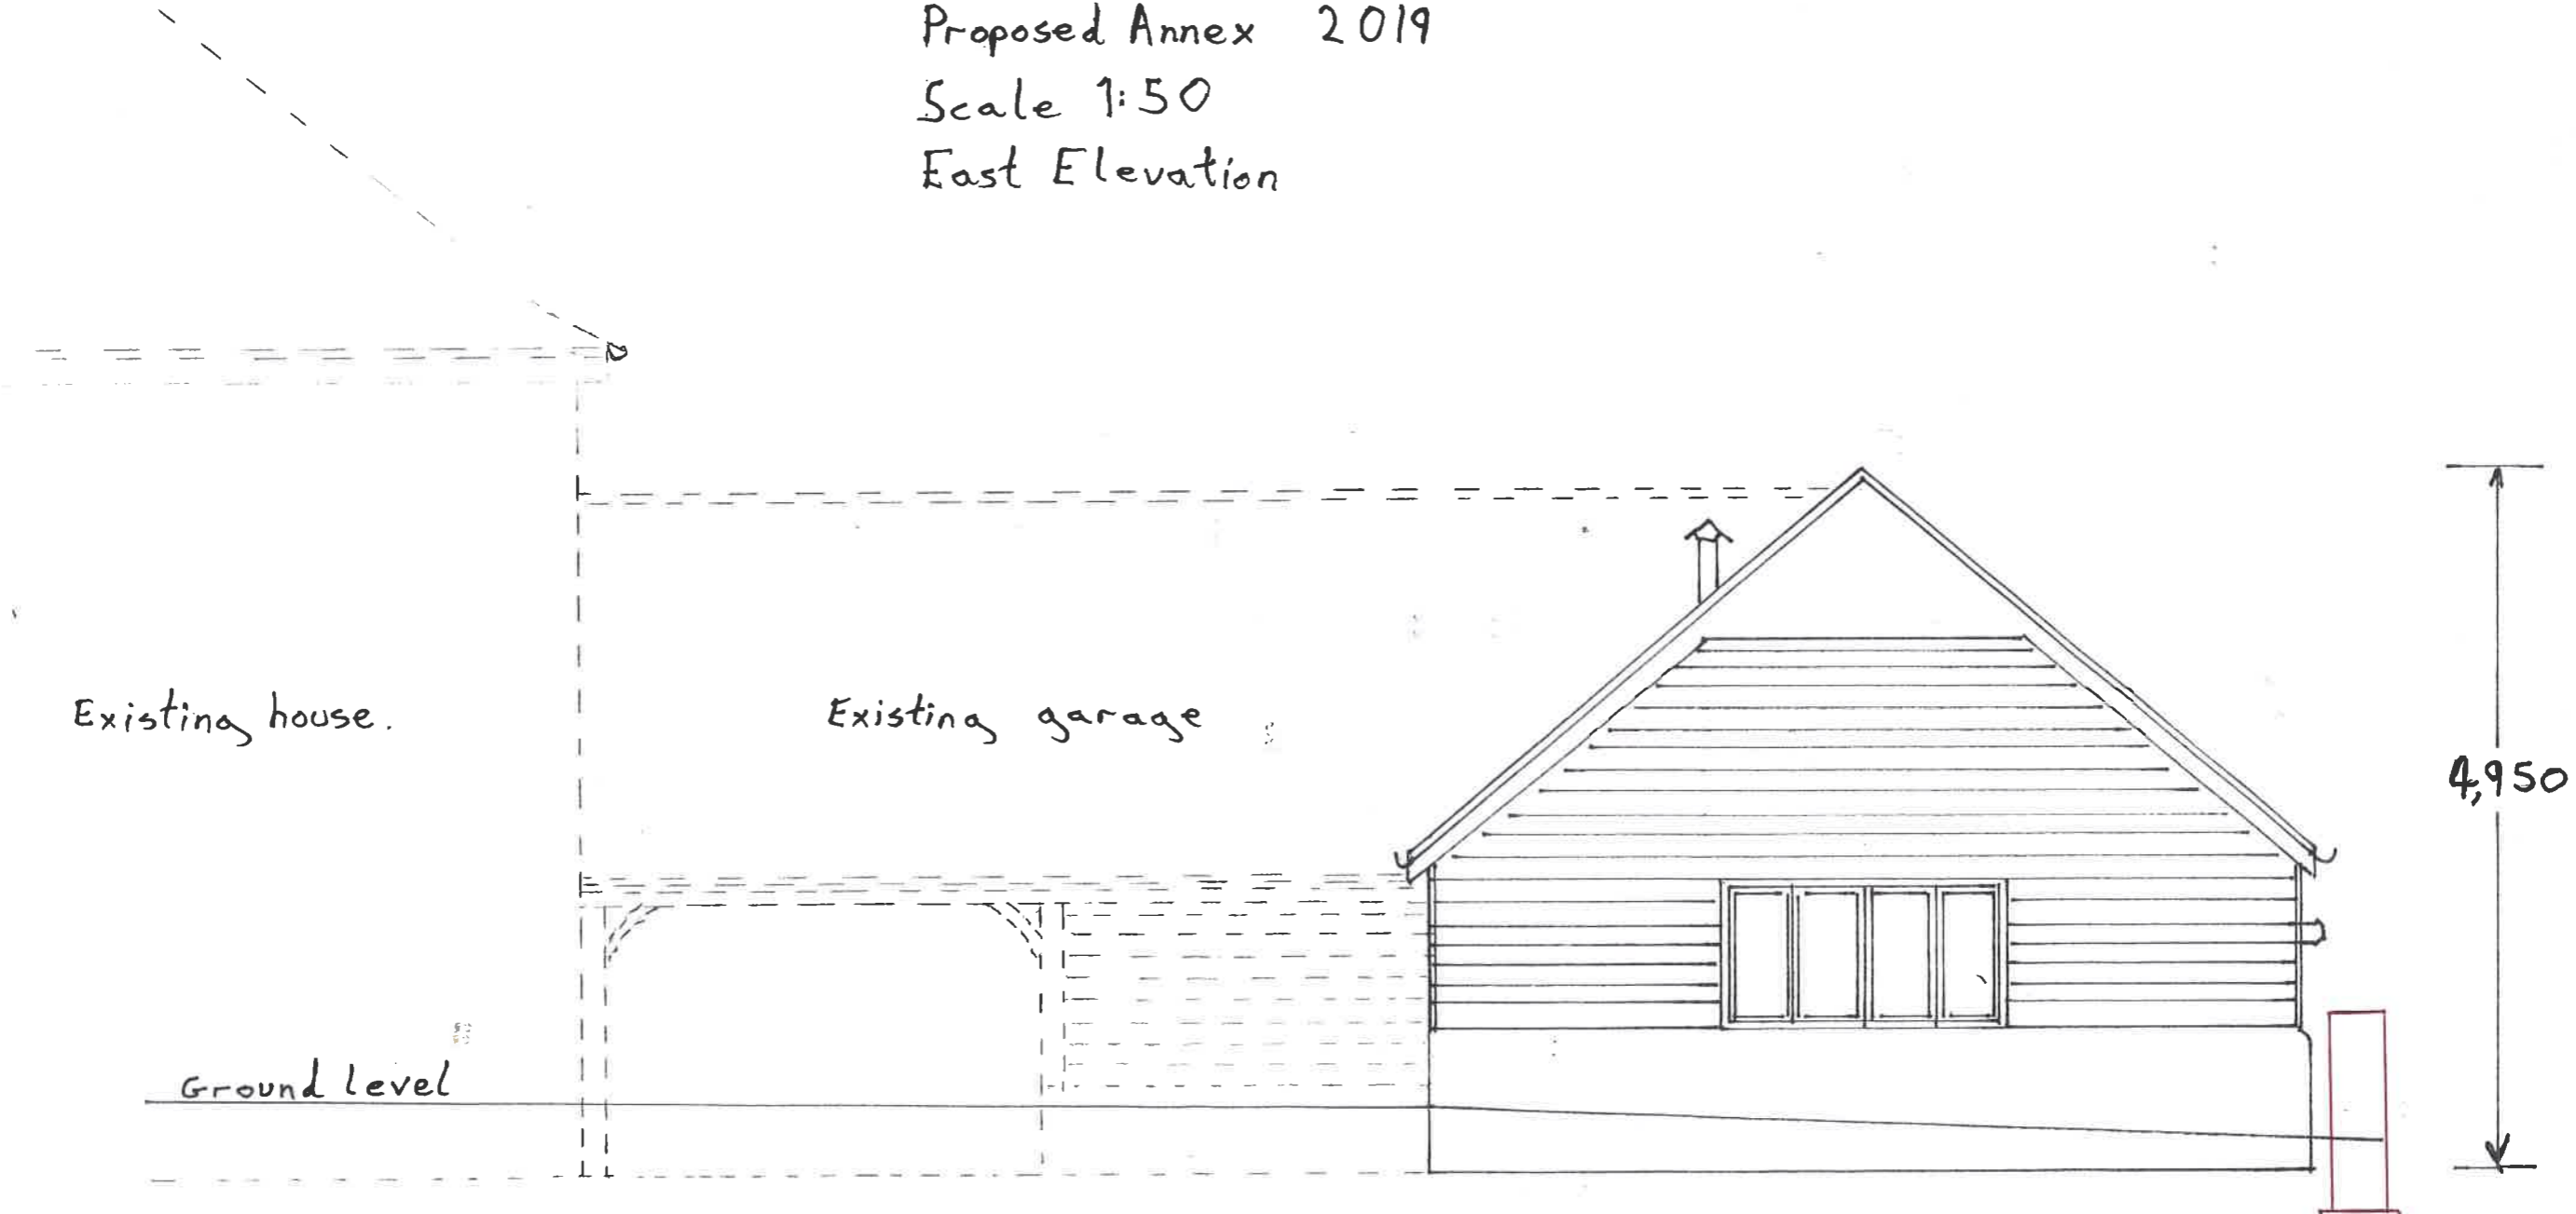 Proposed Annex 2019
Scale 1:50
East Elevation
Existing house.
Existing garage
4,950
Ground level